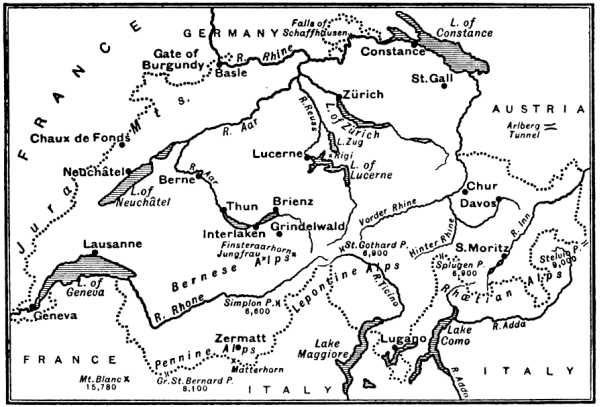 GERMANY
Falls of
Schaffhausen
L. of
Constance
Constance
Gate of
Burgundy
R. Rhine
Basle
St.Gall
FRANCE
Jura Mts.
Zürich
R.Reuss
L. of Zürich
L.Zug
AUSTRIA
Arlberg
Tunnel
Chaux de Fonds
R. Aar
Lucerne
Rigi
L. of
Lucerne
Neuchâtel
L. of
Neuchâtel
Berne
R. Aar
Chur
Davos
Thun
Brienz
Vorder Rhine
Interlaken
Grindelwald
Hinter Rhine
R. Inn
Lausanne
Finsteraarhorn
Jungfrau
St.Gothard P.
6,900
S.Moritz
Stelvio P.
9,000
Bernese Alps
Splugen P.
6,900
L. of
Geneva
R. Rhone
Simplon P.
6,600
Lepontine Alps
R.Ticino
Rhætian Alps
Geneva
Zermatt
Lugano
Lake
Como
R. Adda
Lake
Maggiore
FRANCE
Pennine Alps
Matterhorn
Mt.Blanc
15,780
Gr.St.Bernard P.
8,100
ITALY
R. Adda
ITALY